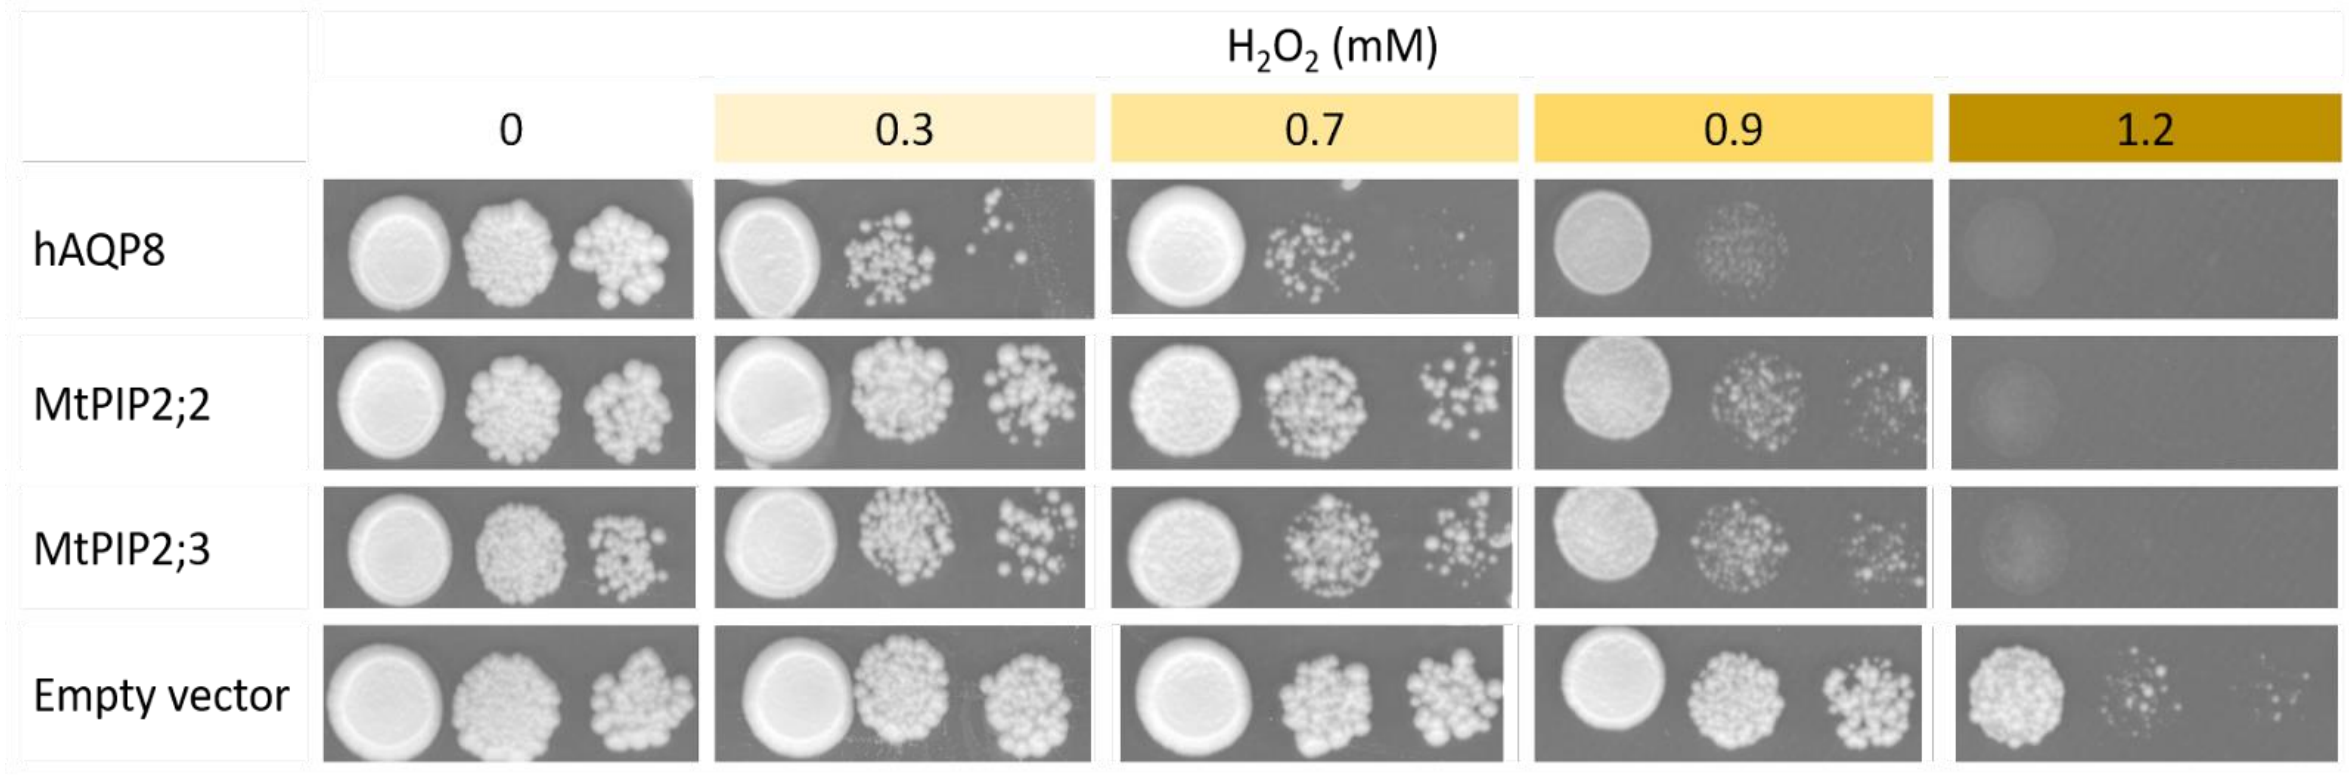 H₂O₂ (mM)
0 0.3 0.7 0.9 1.2
hAQP8
MtPIP2;2
MtPIP2;3
Empty vector